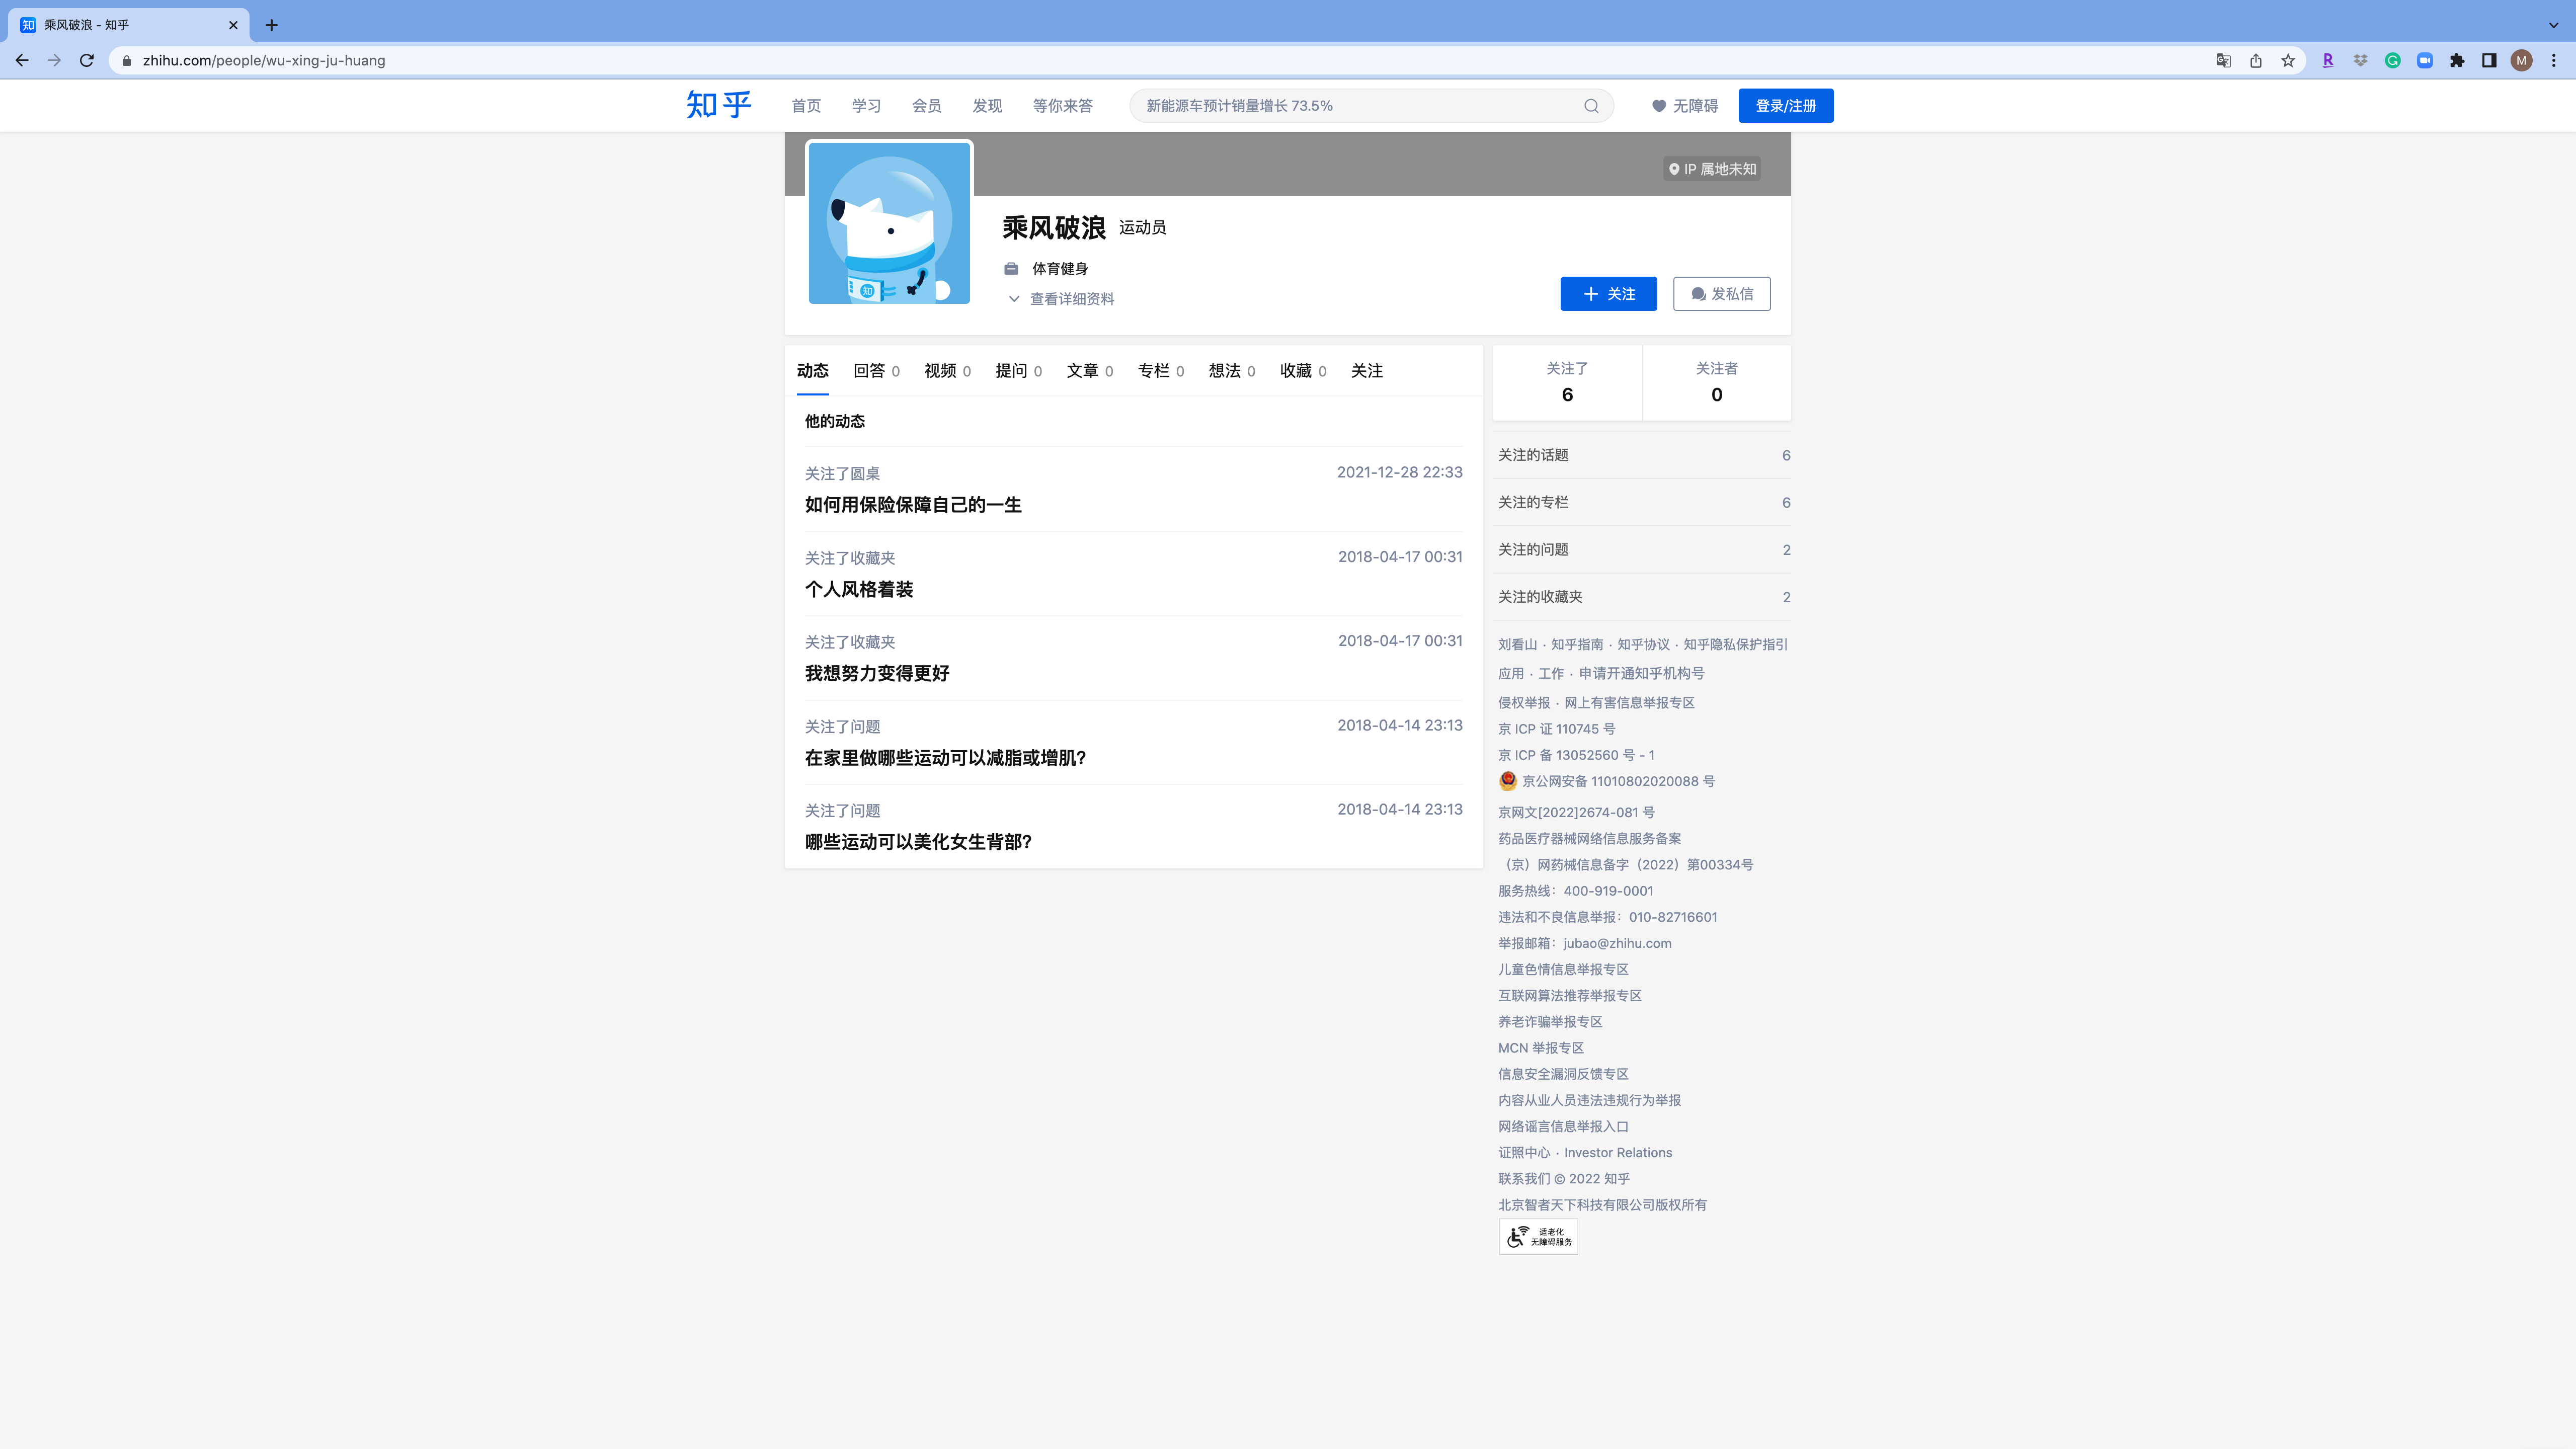 知 乘风破浪 - 知乎
zhihu.com/people/wu-xing-ju-huang
R
M
知乎
首页
学习
会员
发现
等你来答
新能源车预计销量增长 73.5%
无障碍
登录/注册
IP 属地未知
知
乘风破浪 运动员
体育健身
查看详细资料
关注
发私信
动态 回答 0 视频 0 提问 0 文章 0 专栏 0 想法 0 收藏 0 关注
他的动态
关注了圆桌 2021-12-28 22:33
如何用保险保障自己的一生
关注了收藏夹 2018-04-17 00:31
个人风格着装
关注了收藏夹 2018-04-17 00:31
我想努力变得更好
关注了问题 2018-04-14 23:13
在家里做哪些运动可以减脂或增肌?
关注了问题 2018-04-14 23:13
哪些运动可以美化女生背部?
关注了 关注者
6 0
关注的话题 6
关注的专栏 6
关注的问题 2
关注的收藏夹 2
刘看山 · 知乎指南 · 知乎协议 · 知乎隐私保护指引
应用 · 工作 · 申请开通知乎机构号
侵权举报 · 网上有害信息举报专区
京 ICP 证 110745 号
京 ICP 备 13052560 号 - 1
京公网安备 11010802020088 号
京网文[2022]2674-081 号
药品医疗器械网络信息服务备案
（京）网药械信息备字（2022）第00334号
服务热线：400-919-0001
违法和不良信息举报：010-82716601
举报邮箱：jubao@zhihu.com
儿童色情信息举报专区
互联网算法推荐举报专区
养老诈骗举报专区
MCN 举报专区
信息安全漏洞反馈专区
内容从业人员违法违规行为举报
网络谣言信息举报入口
证照中心 · Investor Relations
联系我们 © 2022 知乎
北京智者天下科技有限公司版权所有
适老化
无障碍服务